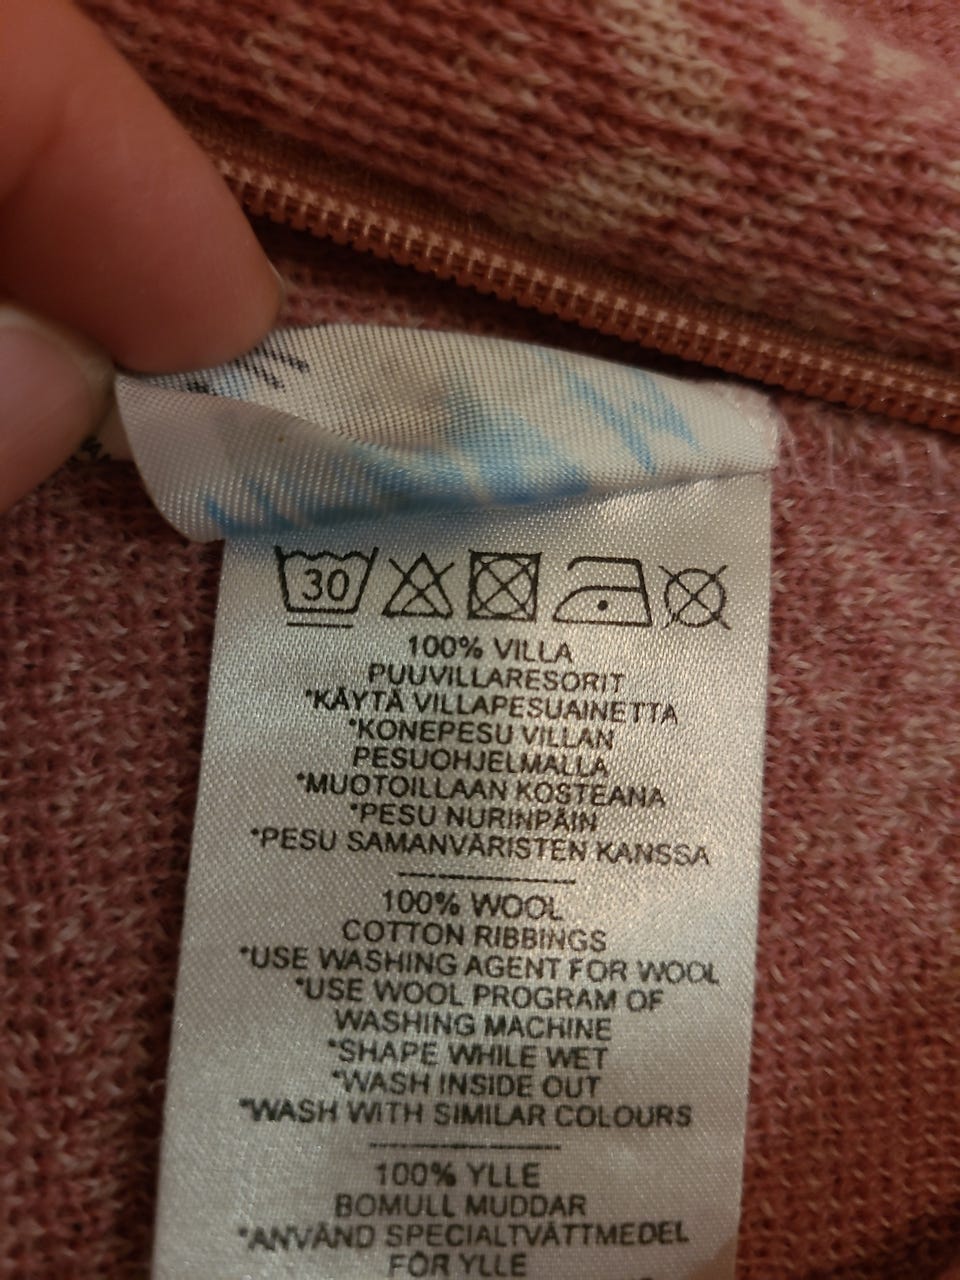 30
100% VILLA
PUUVILLARESORIT
*KÄYTÄ VILLAPESUAINETTA
*KONEPESU VILLAN
PESUOHJELMALLA
*MUOTOILLAAN KOSTEANA
*PESU NURINPÄIN
*PESU SAMANVÄRISTEN KANSSA
100% WOOL
COTTON RIBBINGS
*USE WASHING AGENT FOR WOOL
*USE WOOL PROGRAM OF
WASHING MACHINE
*SHAPE WHILE WET
*WASH INSIDE OUT
*WASH WITH SIMILAR COLOURS
100% YLLE
BOMULL MUDDAR
*ANVÄND SPECIALTVÄTTMEDEL
FÖR YLLE